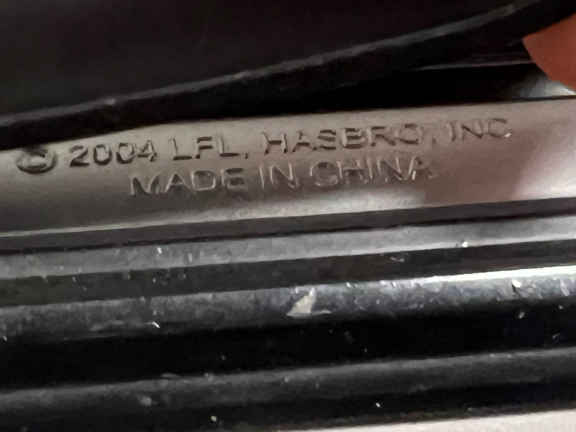 © 2004 LFL, HASBRO, INC
MADE IN CHINA